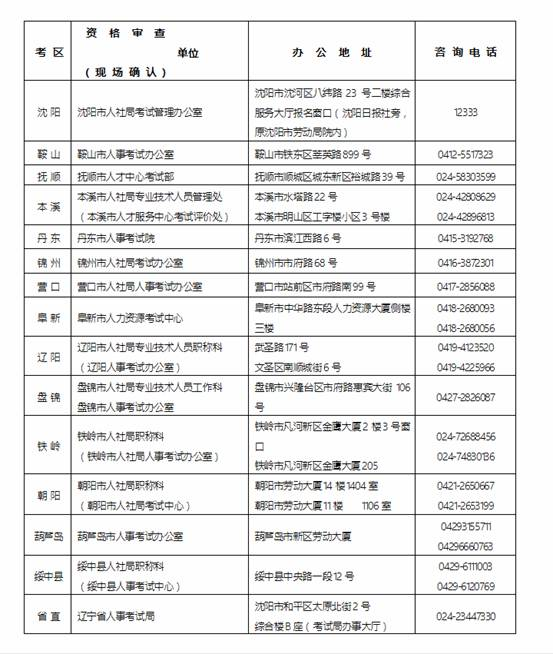 考 区
资 格 审 查
单位
( 现 场 确 认 )
办 公 地 址
咨 询 电 话
沈 阳
沈阳市人社局考试管理办公室
沈阳市沈河区八纬路 23 号二楼综合
服务大厅报名窗口（沈阳日报社旁，
原沈阳市劳动局院内）
12333
鞍 山
鞍山市人事考试办公室
鞍山市铁东区莘英路 899 号
0412-5517323
抚 顺
抚顺市人才中心考试部
抚顺市顺城区城东新区裕城路 39 号
024-58303599
本 溪
本溪市人社局专业技术人员管理处
（本溪市人才服务中心考试评价处）
本溪市水塔路 22 号
本溪市明山区工字楼小区 3 号楼
024-42808629
024-42896813
丹 东
丹东市人事考试院
丹东市滨江西路 6 号
0415-3192768
锦 州
锦州市人社局考试办公室
锦州市市府路 68 号
0416-3872301
营 口
营口市人社局人事考试办公室
营口市站前区市府路南 99 号
0417-2856088
阜 新
阜新市人力资源考试中心
阜新市中华路东段人力资源大厦侧楼
三楼
0418-2680093
0418-2680056
辽 阳
辽阳市人社局专业技术人员职称科
（辽阳人事考试办公室）
武圣路 171 号
文圣区南顺城街 6 号
0419-4123520
0419-4225966
盘 锦
盘锦市人社局专业技术人员工作科
盘锦市人事考试办公室
盘锦市兴隆台区市府路惠宾大街 106
号
0427-2826087
铁 岭
铁岭市人社局职称科
（铁岭市人社局人事考试办公室）
铁岭市凡河新区金鹰大厦 2 楼 3 号窗
口
铁岭市凡河新区金鹰大厦 205
024-72688456
024-74830136
朝 阳
朝阳市人社局职称科
（朝阳市人社局考试中心）
朝阳市劳动大厦 14 楼 1404 室
朝阳市劳动大厦 11 楼 1106 室
0421-2650667
0421-2653199
葫芦岛
葫芦岛市人事考试办公室
葫芦岛市新区劳动大厦
04293155711
04296660763
绥中县
绥中县人社局职称科
（绥中县人事考试中心）
绥中县中央路一段 12 号
0429-6111003
0429-6120769
省 直
辽宁省人事考试局
沈阳市和平区太原北街 2 号
综合楼 B 座（考试局办事大厅）
024-23447330